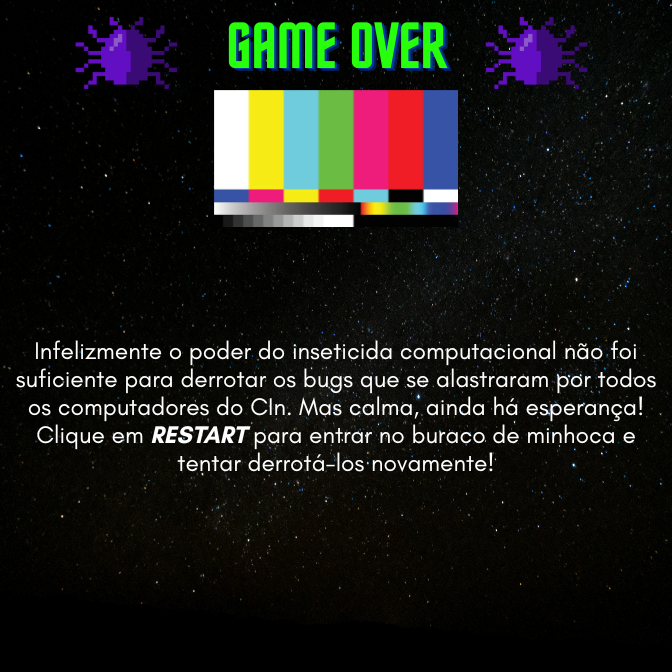 GAME OVER
Infelizmente o poder do inseticida computacional não foi
suficiente para derrotar os bugs que se alastraram por todos
os computadores do CIn. Mas calma, ainda há esperança!
Clique em RESTART para entrar no buraco de minhoca e
tentar derrotá-los novamente!